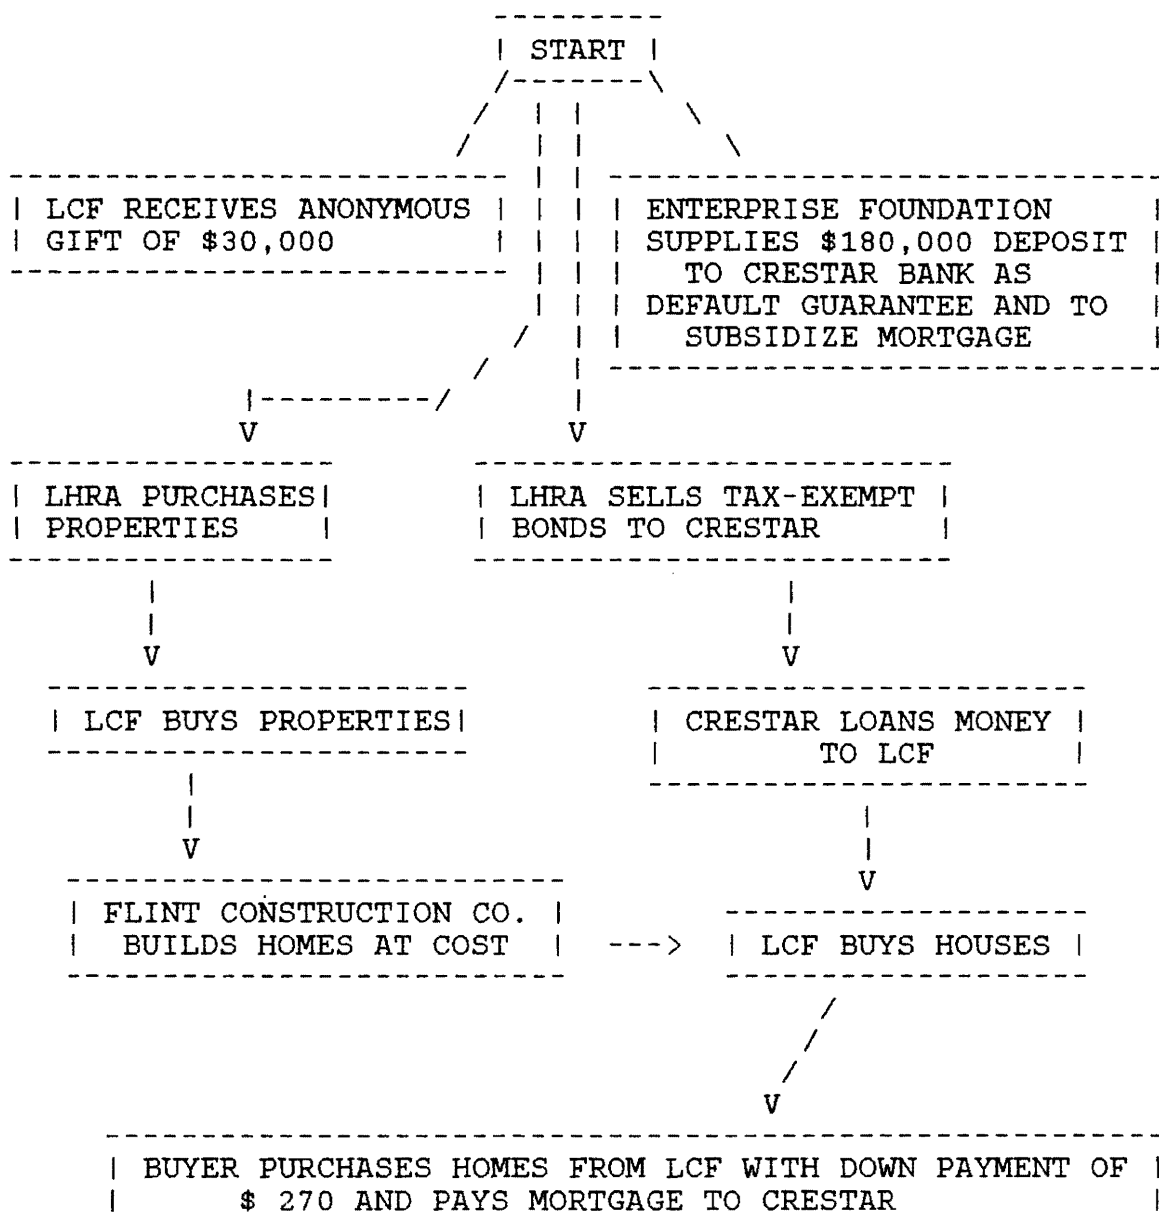 START
LCF RECEIVES ANONYMOUS
GIFT OF $30,000
ENTERPRISE FOUNDATION
SUPPLIES $180,000 DEPOSIT
TO CRESTAR BANK AS
DEFAULT GUARANTEE AND TO
SUBSIDIZE MORTGAGE
LHRA PURCHASES
PROPERTIES
LHRA SELLS TAX-EXEMPT
BONDS TO CRESTAR
LCF BUYS PROPERTIES
CRESTAR LOANS MONEY
TO LCF
FLINT CONSTRUCTION CO.
BUILDS HOMES AT COST
LCF BUYS HOUSES
BUYER PURCHASES HOMES FROM LCF WITH DOWN PAYMENT OF
$ 270 AND PAYS MORTGAGE TO CRESTAR